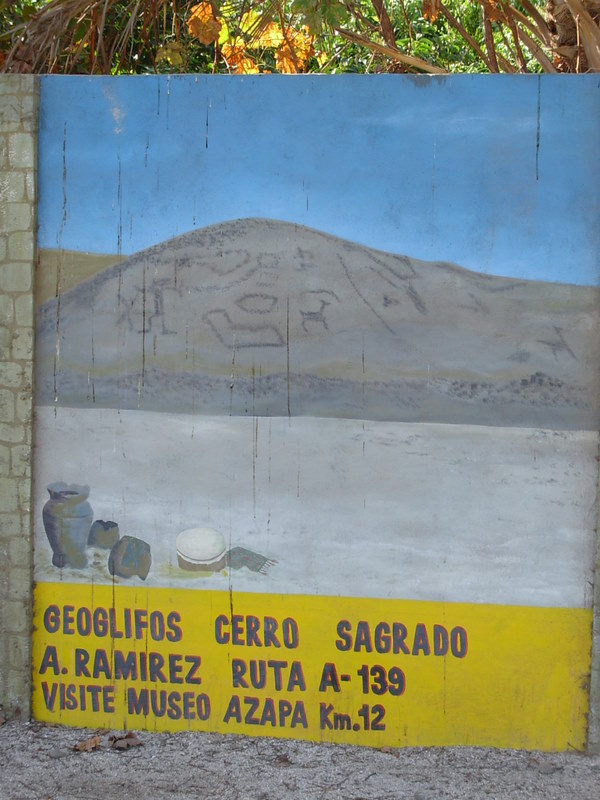 GEOGLIFOS CERRO SAGRADO
A. RAMIREZ RUTA A-139
VISITE MUSEO AZAPA Km.12